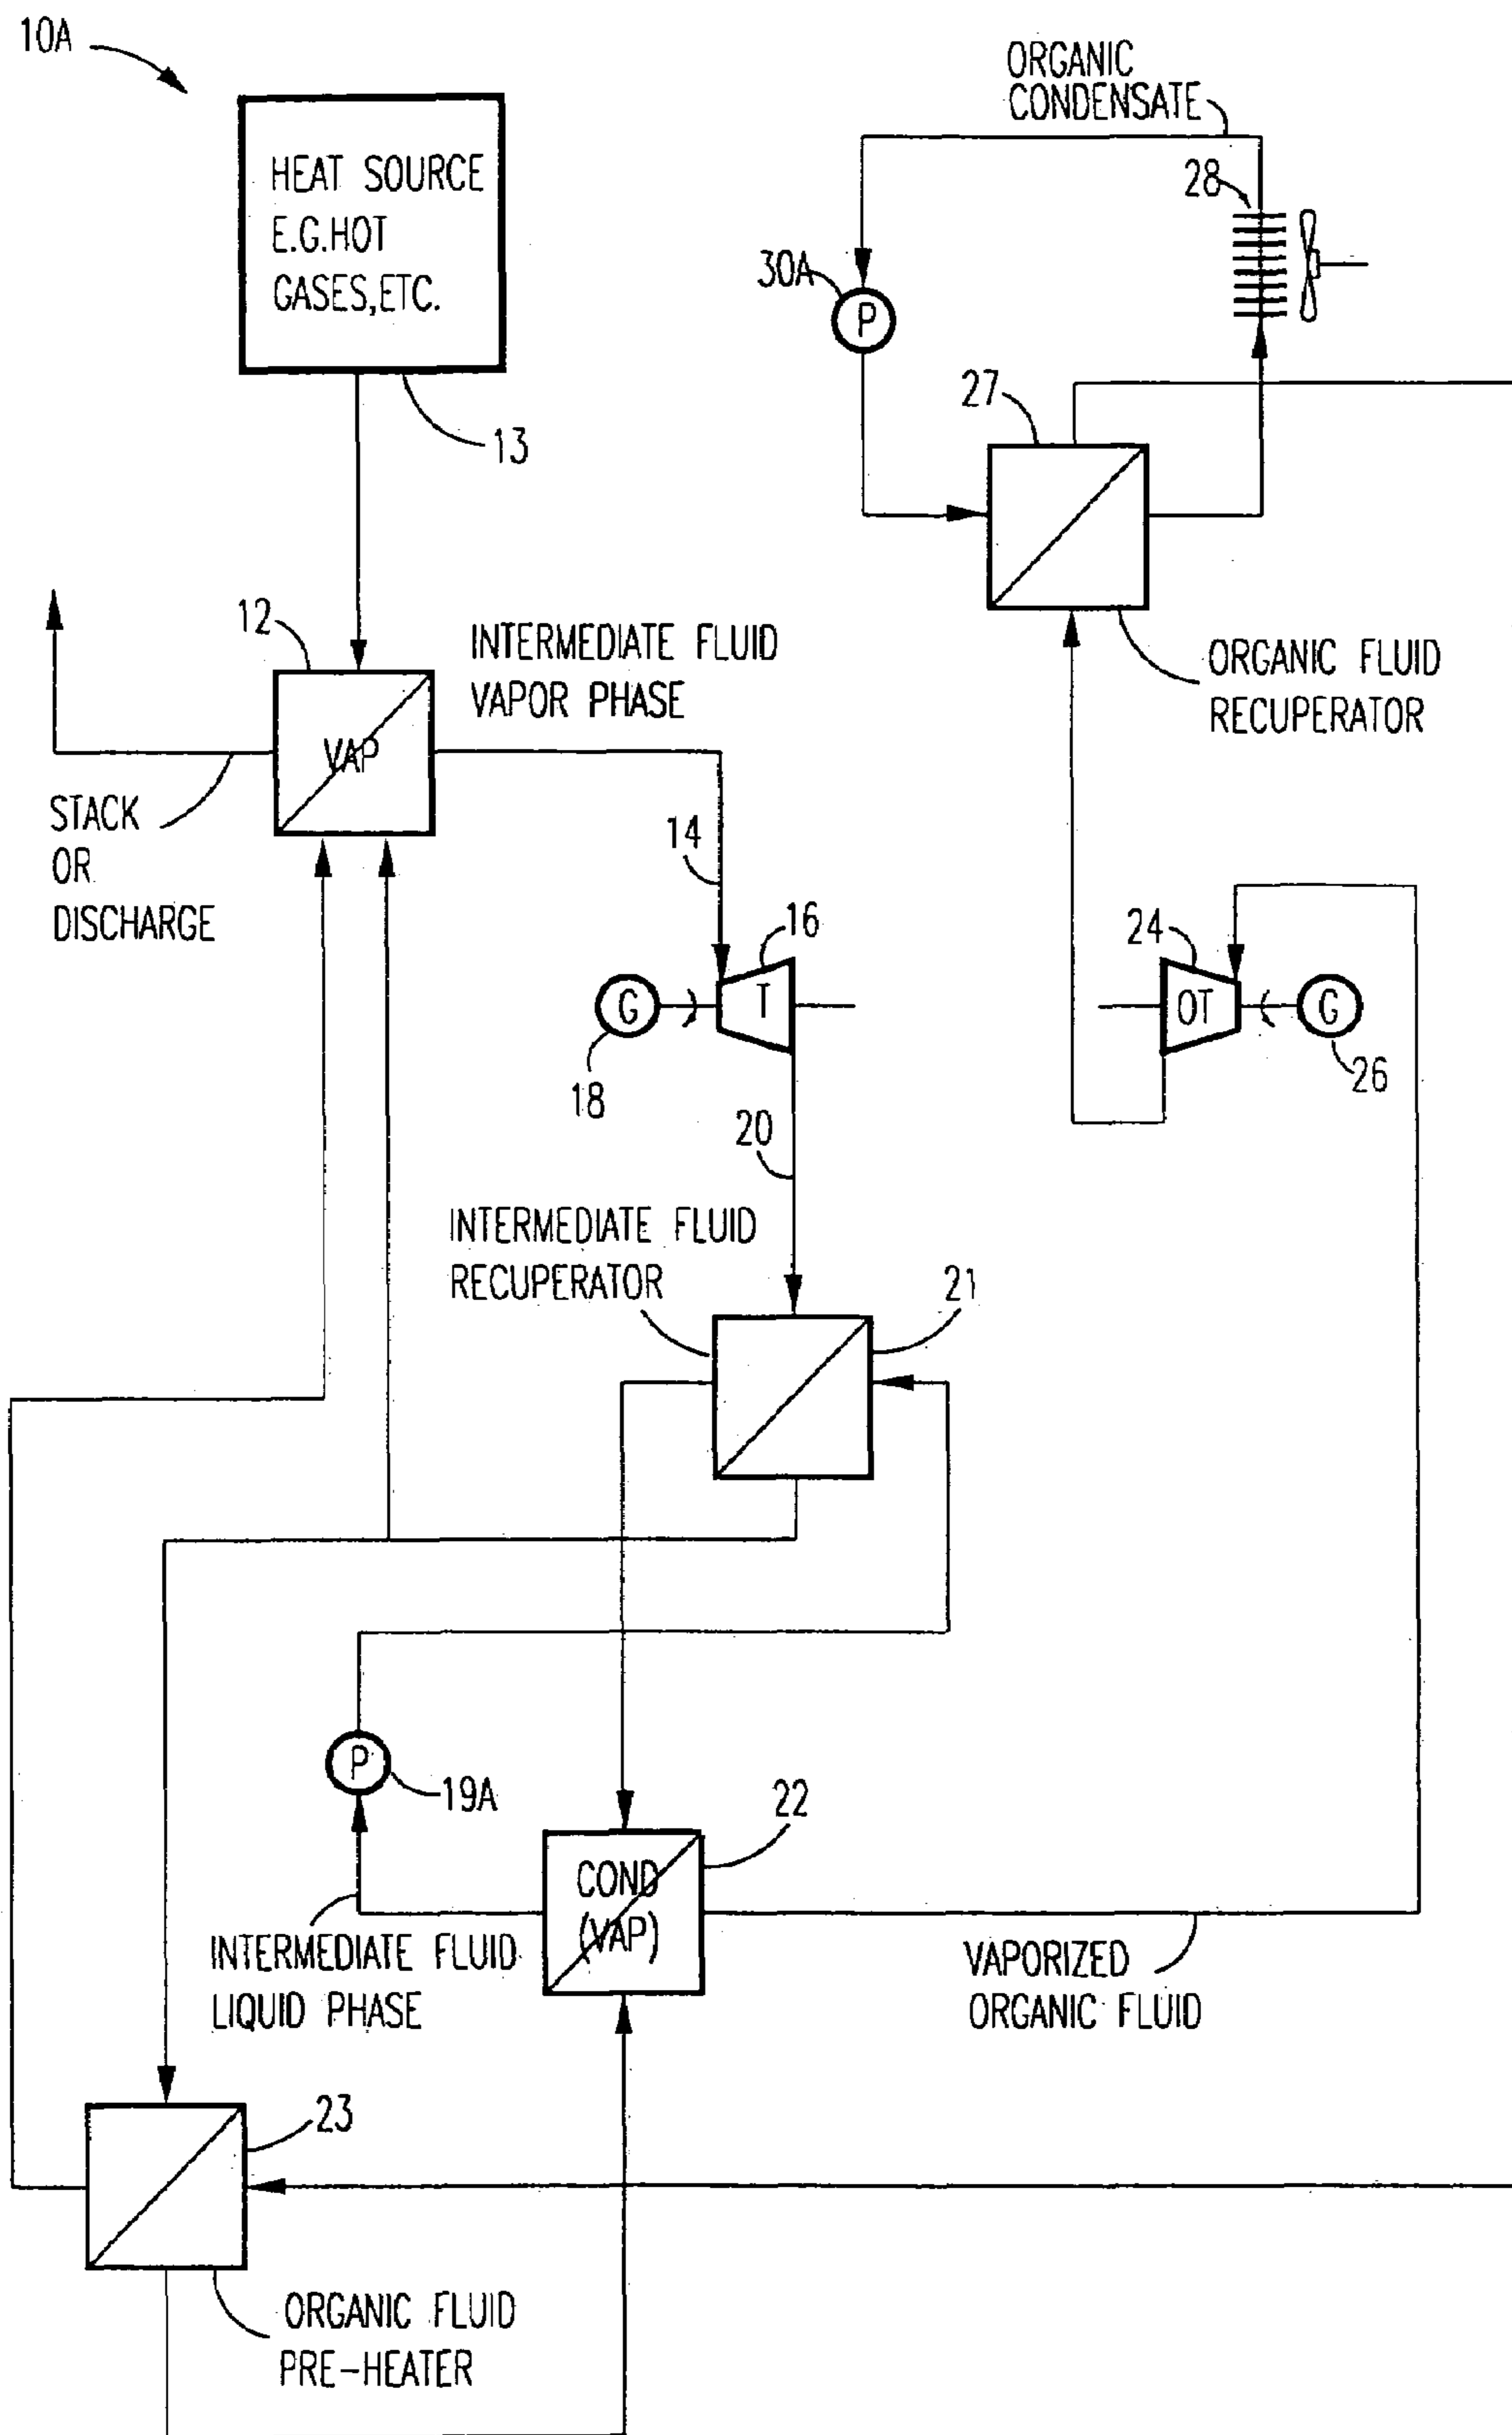 10A
HEAT SOURCE
E.G.HOT
GASES,ETC.
13
ORGANIC
CONDENSATE
28
30A
P
27
ORGANIC FLUID
RECUPERATOR
12
VAP
INTERMEDIATE FLUID
VAPOR PHASE
STACK
OR
DISCHARGE
14
16
T
G
18
20
24
OT
G
26
INTERMEDIATE FLUID
RECUPERATOR
21
P
19A
22
COND
(VAP)
INTERMEDIATE FLUID
LIQUID PHASE
VAPORIZED
ORGANIC FLUID
23
ORGANIC FLUID
PRE-HEATER